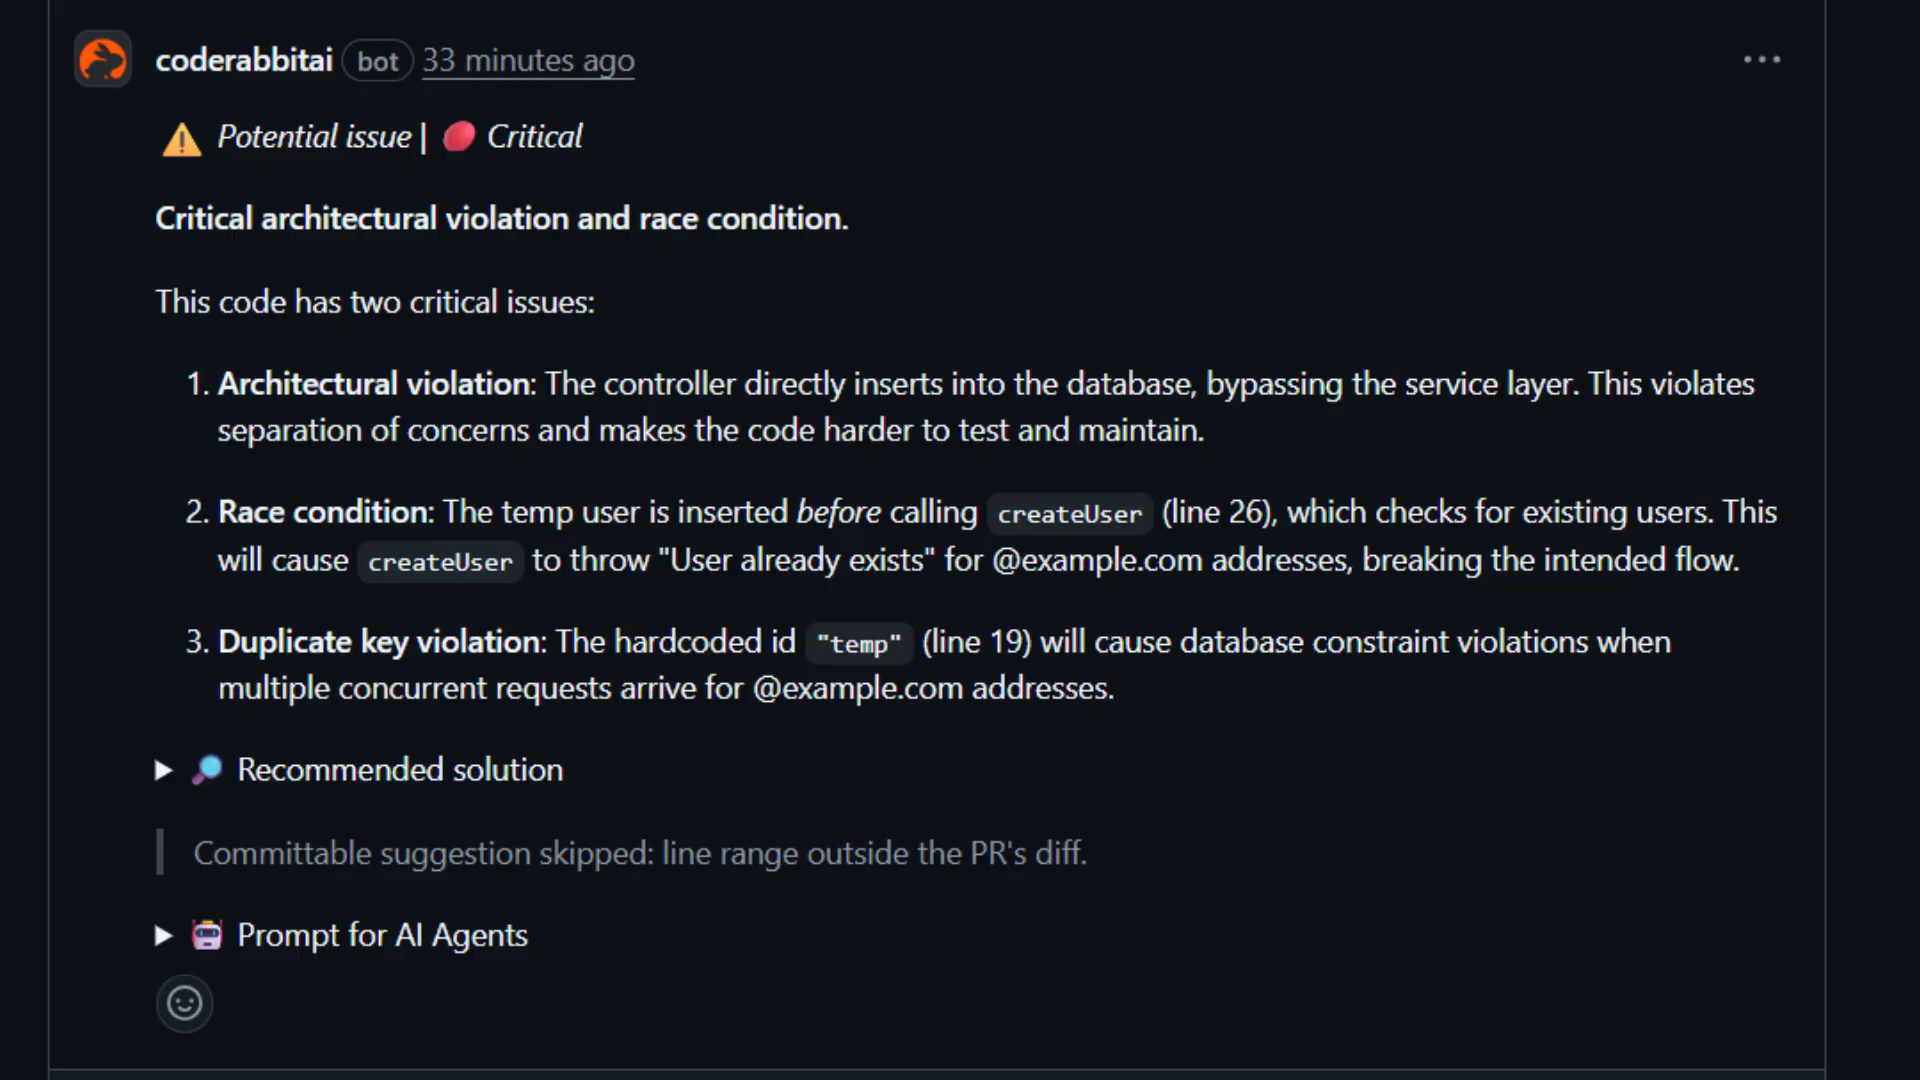 coderabbitai bot 33 minutes ago
Potential issue | Critical
Critical architectural violation and race condition.
This code has two critical issues:
1. Architectural violation: The controller directly inserts into the database, bypassing the service layer. This violates
separation of concerns and makes the code harder to test and maintain.
2. Race condition: The temp user is inserted before calling createUser (line 26), which checks for existing users. This
will cause createUser to throw "User already exists" for @example.com addresses, breaking the intended flow.
3. Duplicate key violation: The hardcoded id "temp" (line 19) will cause database constraint violations when
multiple concurrent requests arrive for @example.com addresses.
Recommended solution
Committable suggestion skipped: line range outside the PR's diff.
Prompt for AI Agents